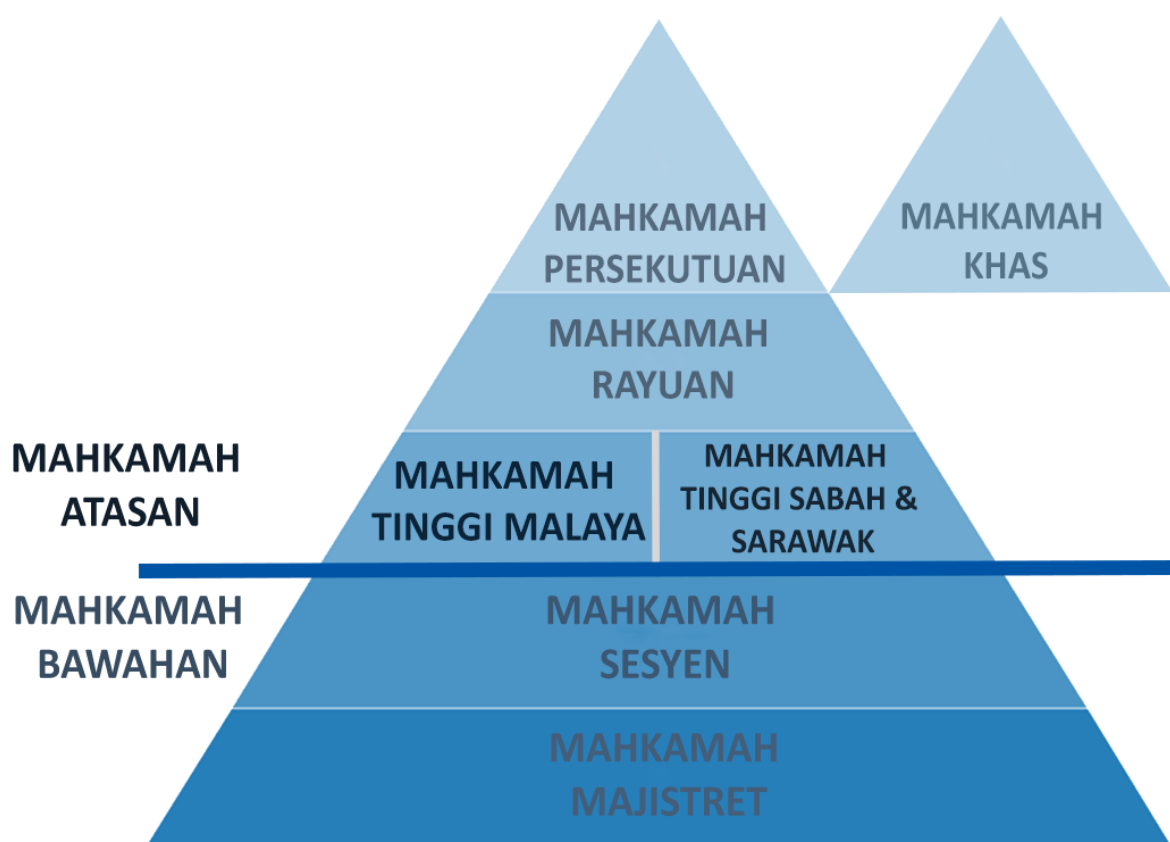 MAHKAMAH
PERSEKUTUAN
MAHKAMAH
KHAS
MAHKAMAH
RAYUAN
MAHKAMAH
ATASAN
MAHKAMAH
TINGGI MALAYA
MAHKAMAH
TINGGI SABAH &
SARAWAK
MAHKAMAH
BAWAHAN
MAHKAMAH
SESYEN
MAHKAMAH
MAJISTRET